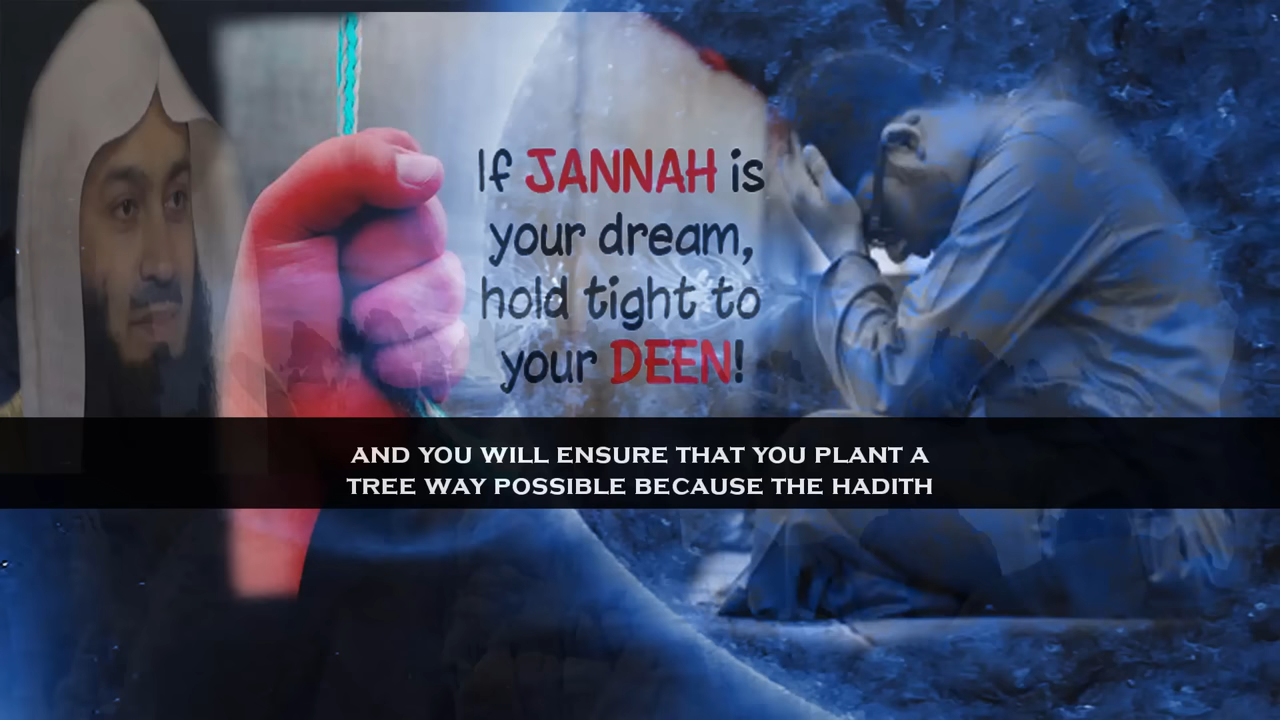 If JANNAH is
your dream,
hold tight to
your DEEN!
AND YOU WILL ENSURE THAT YOU PLANT A
TREE WAY POSSIBLE BECAUSE THE HADITH